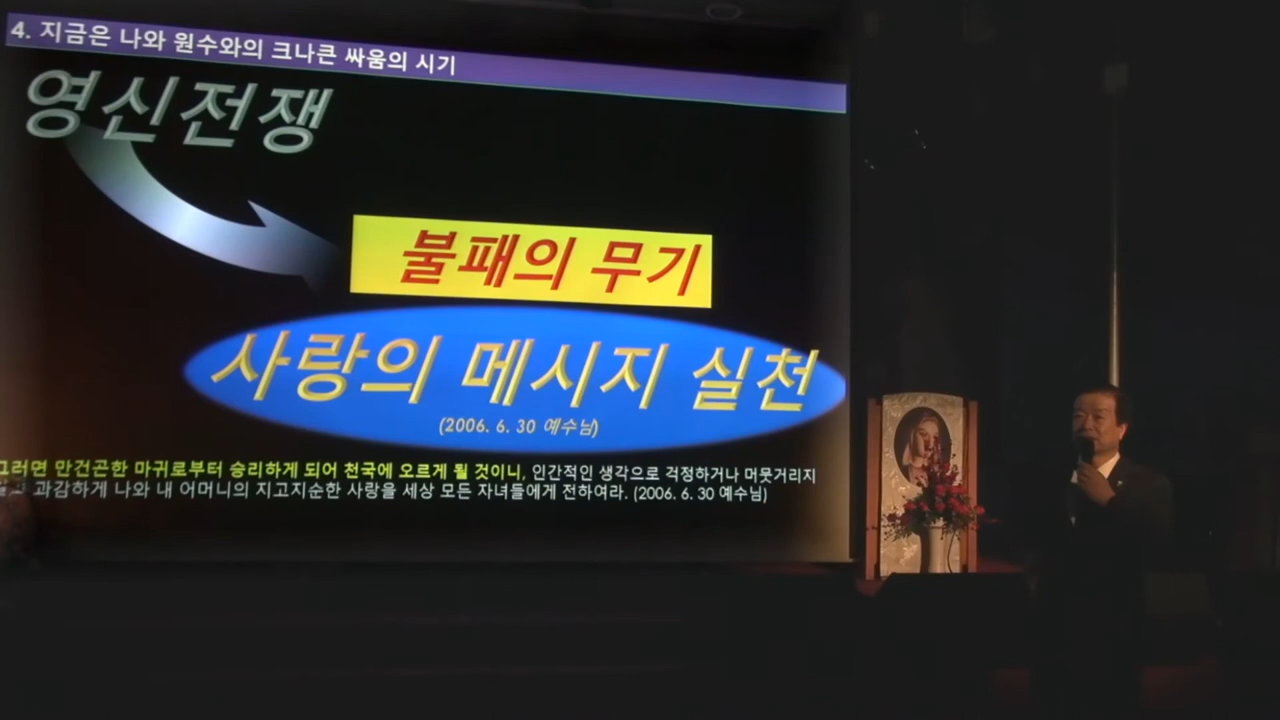 4. 지금은 나와 원수와의 크나큰 싸움의 시기
영신전쟁
불패의 무기
사랑의 메시지 실천
(2006. 6. 30 예수님)
그러면 만건곤한 마귀로부터 승리하게 되어 천국에 오르게 될 것이니, 인간적인 생각으로 걱정하거나 머뭇거리지
과감하게 나와 내 어머니의 지고지순한 사랑을 세상 모든 자녀들에게 전하여라. (2006. 6. 30 예수님)